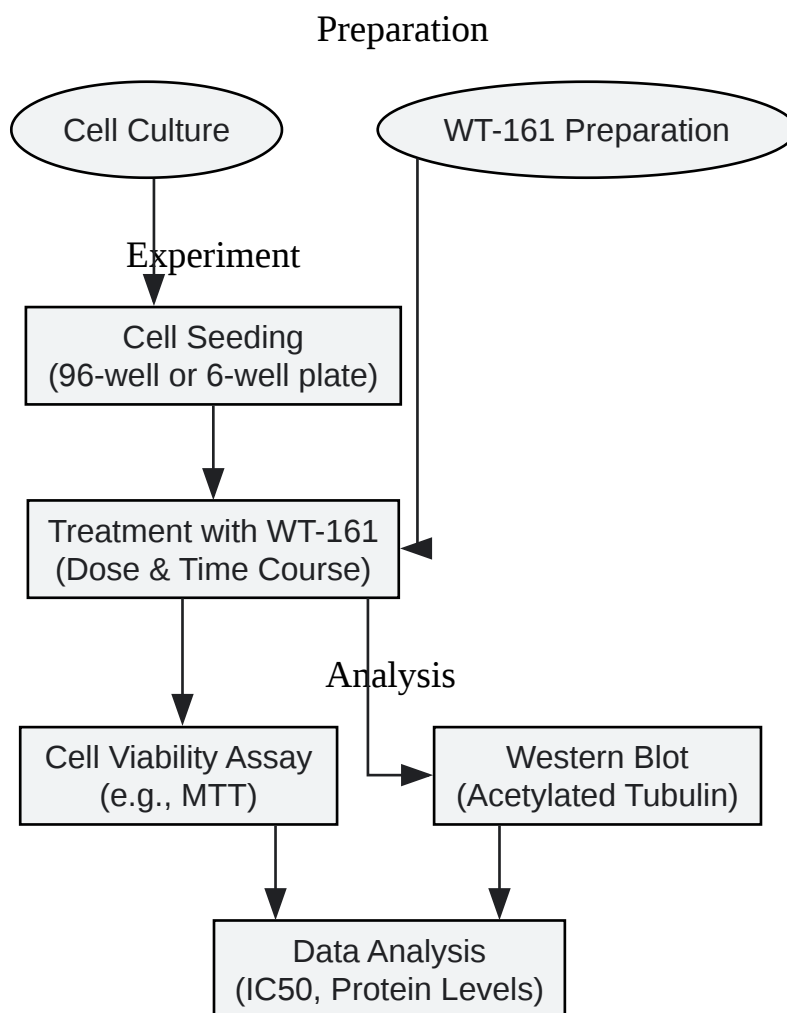 Preparation
Cell Culture
WT-161 Preparation
Experiment
Cell Seeding
(96-well or 6-well plate)
Treatment with WT-161
(Dose & Time Course)
Analysis
Cell Viability Assay
(e.g., MTT)
Western Blot
(Acetylated Tubulin)
Data Analysis
(IC50, Protein Levels)